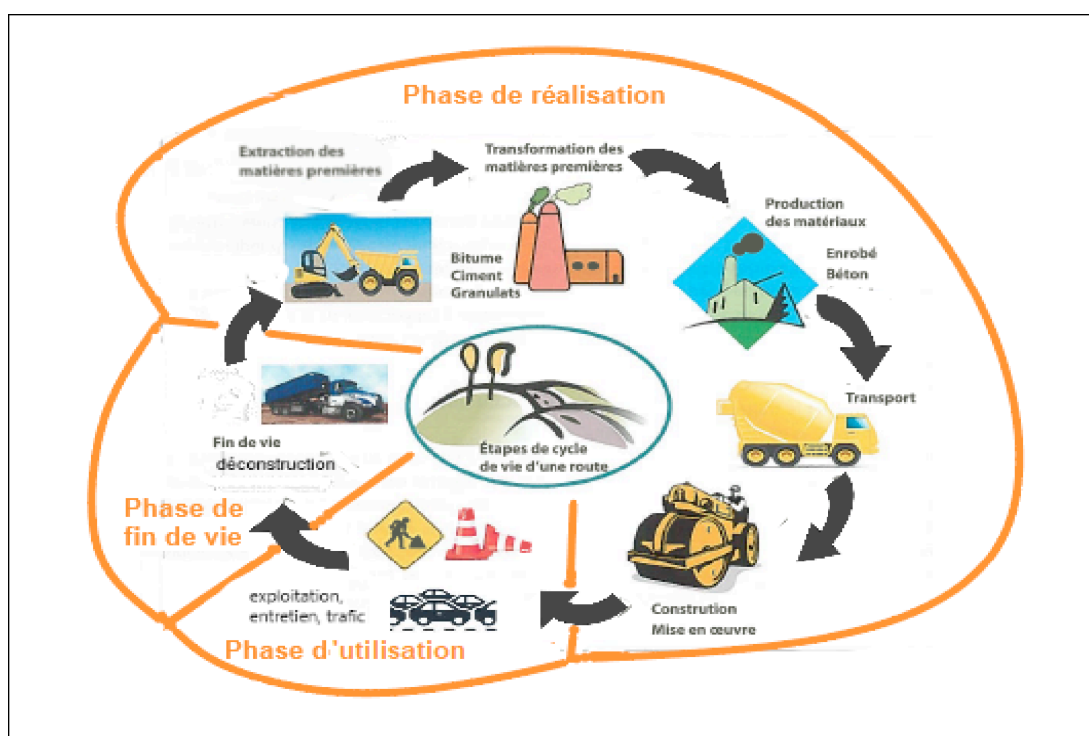 Phase de réalisation
Extraction des
matières premières
Transformation des
matières premières
Bitume
Ciment
Granulats
Production
des matériaux
Enrobé
Béton
Transport
Étapes de cycle
de vie d'une route
Constrution
Mise en œuvre
exploitation,
entretien, trafic
Phase d'utilisation
Fin de vie
déconstruction
Phase de
fin de vie